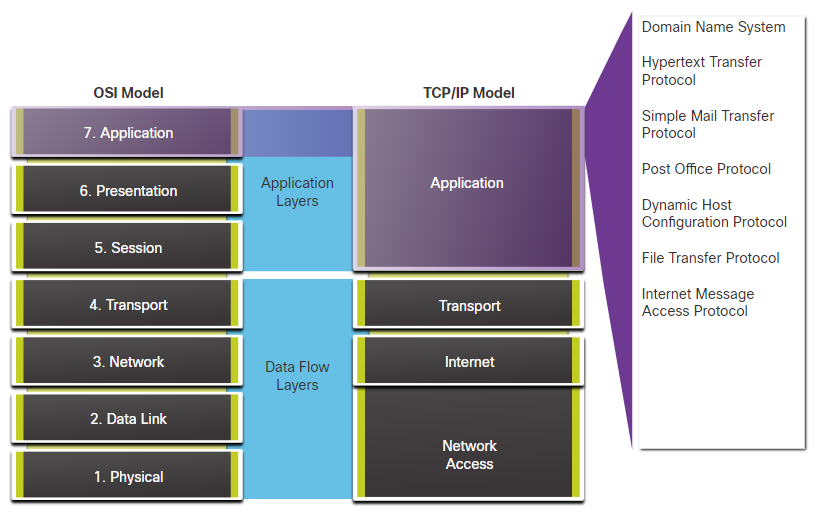 OSI Model
7. Application
6. Presentation
5. Session
4. Transport
3. Network
2. Data Link
1. Physical
Application
Layers
Data Flow
Layers
TCP/IP Model
Application
Transport
Internet
Network
Access
Domain Name System
Hypertext Transfer
Protocol
Simple Mail Transfer
Protocol
Post Office Protocol
Dynamic Host
Configuration Protocol
File Transfer Protocol
Internet Message
Access Protocol